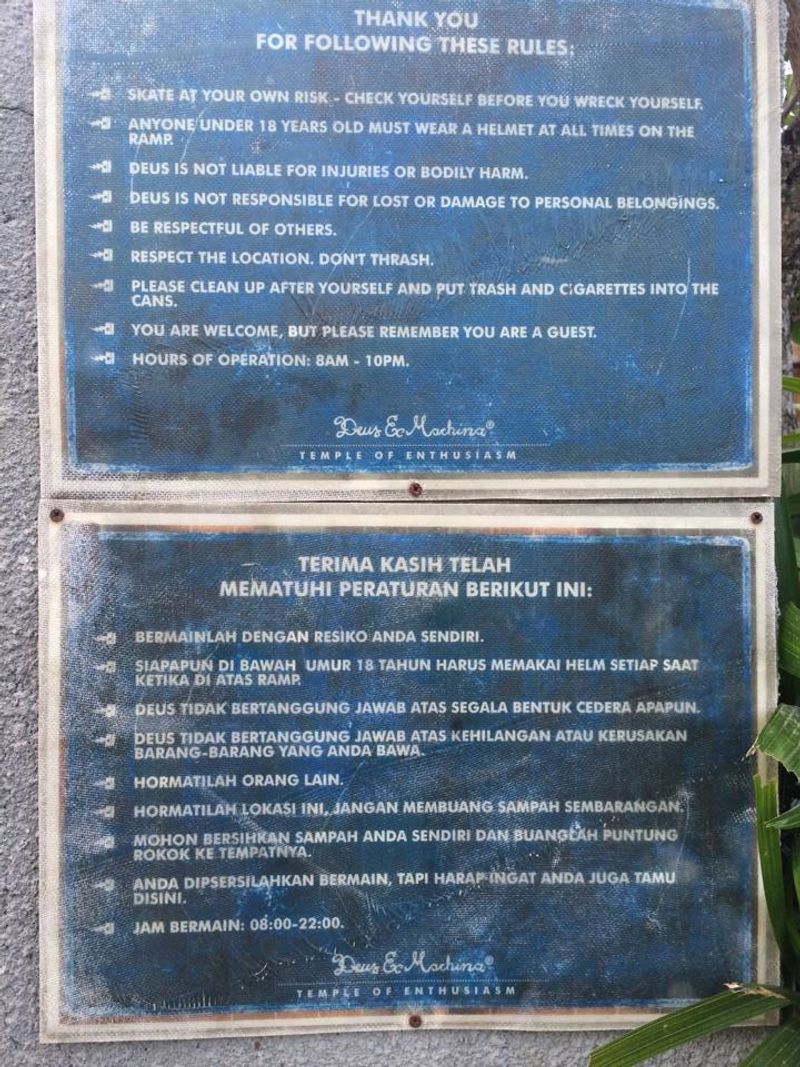 THANK YOU
FOR FOLLOWING THESE RULES:
SKATE AT YOUR OWN RISK - CHECK YOURSELF BEFORE YOU WRECK YOURSELF.
ANYONE UNDER 18 YEARS OLD MUST WEAR A HELMET AT ALL TIMES ON THE
RAMP.
DEUS IS NOT LIABLE FOR INJURIES OR BODILY HARM.
DEUS IS NOT RESPONSIBLE FOR LOST OR DAMAGE TO PERSONAL BELONGINGS.
BE RESPECTFUL OF OTHERS.
RESPECT THE LOCATION. DON'T THRASH.
PLEASE CLEAN UP AFTER YOURSELF AND PUT TRASH AND CIGARETTES INTO THE
CANS.
YOU ARE WELCOME, BUT PLEASE REMEMBER YOU ARE A GUEST.
HOURS OF OPERATION: 8AM - 10PM.
Deus Ex Machina®
TEMPLE OF ENTHUSIASM
TERIMA KASIH TELAH
MEMATUHI PERATURAN BERIKUT INI:
BERMAINLAH DENGAN RESIKO ANDA SENDIRI.
SIAPAPUN DI BAWAH UMUR 18 TAHUN HARUS MEMAKAI HELM SETIAP SAAT
KETIKA DI ATAS RAMP.
DEUS TIDAK BERTANGGUNG JAWAB ATAS SEGALA BENTUK CEDERA APAPUN.
DEUS TIDAK BERTANGGUNG JAWAB ATAS KEHILANGAN ATAU KERUSAKAN
BARANG-BARANG YANG ANDA BAWA.
HORMATILAH ORANG LAIN.
HORMATILAH LOKASI INI, JANGAN MEMBUANG SAMPAH SEMBARANGAN.
MOHON BERSIHKAN SAMPAH ANDA SENDIRI DAN BUANGLAH PUNTUNG
ROKOK KE TEMPATNYA.
ANDA DIPSERSILAHKAN BERMAIN, TAPI HARAP INGAT ANDA JUGA TAMU
DISINI.
JAM BERMAIN: 08:00-22:00.
Deus Ex Machina®
TEMPLE OF ENTHUSIASM